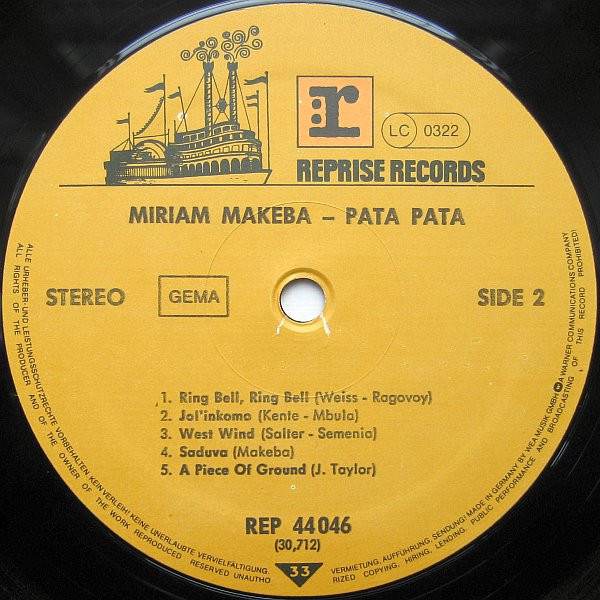 r
LC 0322
REPRISE RECORDS
MIRIAM MAKEBA – PATA PATA
STEREO
GEMA
SIDE 2
1. Ring Bell, Ring Bell (Weiss - Ragovoy)
2. Jol'inkomo (Kente - Mbula)
3. West Wind (Salter - Semenia)
4. Saduva (Makeba)
5. A Piece Of Ground (J. Taylor)
REP 44 046
(30,712)
33
ALLE URHEBER- UND LEISTUNGSSCHUTZRECHTE VORBEHALTEN. KEIN VERLEIH! KEINE UNERLAUBTE VERVIELFÄLTIGUNG, VERMIETUNG, AUFFÜHRUNG, SENDUNG! MADE IN GERMANY BY WEA MUSIK GMBH A WARNER COMMUNICATIONS COMPANY
ALL RIGHTS OF THE PRODUCER AND OF THE OWNER OF THE WORK REPRODUCED RESERVED UNAUTHORIZED COPYING, HIRING, LENDING, PUBLIC PERFORMANCE AND BROADCASTING OF THIS RECORD PROHIBITED!